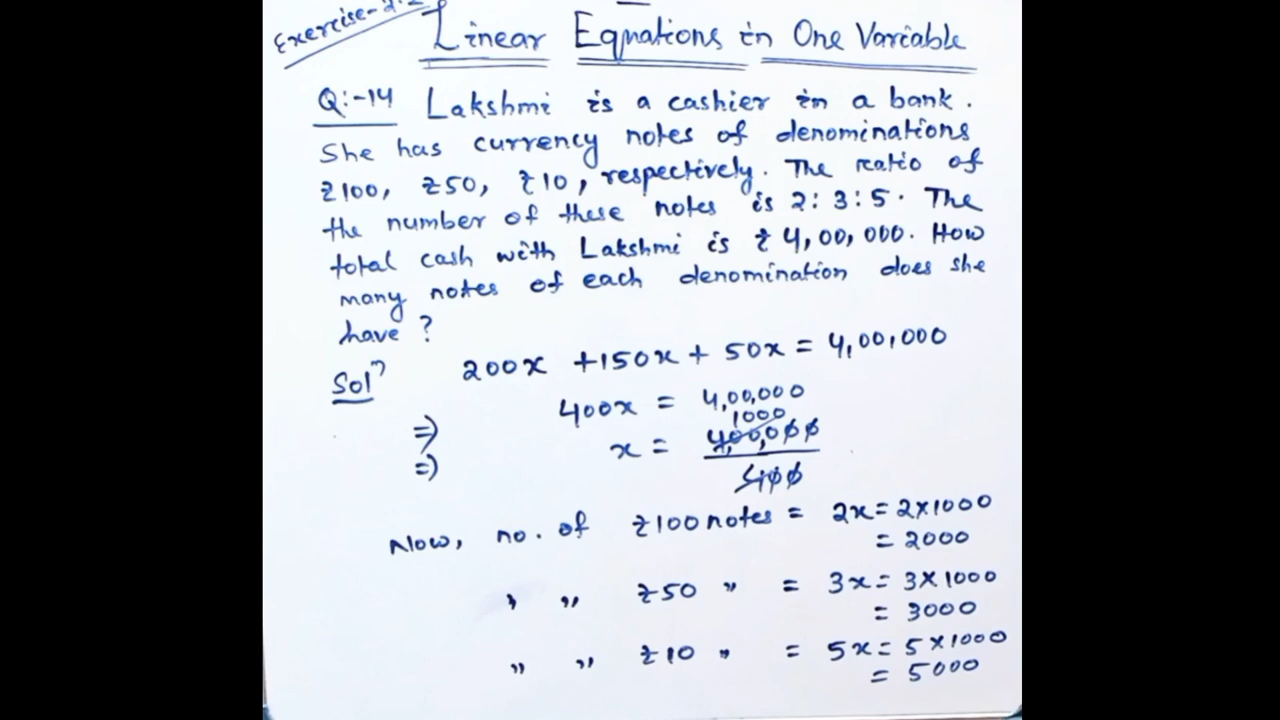 Exercise-2.2
Linear Equations in One Variable
Q:-14 Lakshmi is a cashier in a bank.
She has currency notes of denominations
₹100, ₹50, ₹10, respectively. The ratio of
the number of these notes is 2:3:5. The
total cash with Lakshmi is ₹ 4,00,000. How
many notes of each denomination does she
have?
Solⁿ 200x +150x + 50x = 4,00,000
⇒ 400x = 4,00,000
1000
⇒ x = 4,00,000
400
Now, no. of ₹100 notes = 2x = 2×1000
= 2000
" " ₹50 " = 3x = 3×1000
= 3000
" " ₹10 " = 5x = 5×1000
= 5000